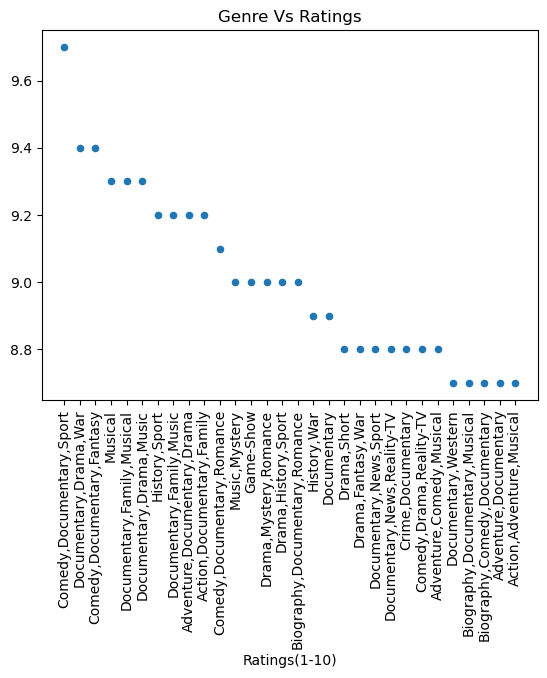 Genre Vs Ratings
9.6
9.4
9.2
9.0
8.8
Comedy,Documentary,Sport
Documentary,Drama,War
Comedy,Documentary,Fantasy
Musical
Documentary,Family,Musical
Documentary,Drama,Music
History,Sport
Documentary,Family,Music
Adventure,Documentary,Drama
Action,Documentary,Family
Comedy,Documentary,Romance
Music,Mystery
Game-Show
Drama,Mystery,Romance
Drama,History,Sport
Biography,Documentary,Romance
History,War
Documentary
Drama,Short
Drama,Fantasy,War
Documentary,News,Sport
Documentary,News,Reality-TV
Crime,Documentary
Comedy,Drama,Reality-TV
Adventure,Comedy,Musical
Documentary,Western
Biography,Documentary,Musical
Biography,Comedy,Documentary
Adventure,Documentary
Action,Adventure,Musical
Ratings(1-10)